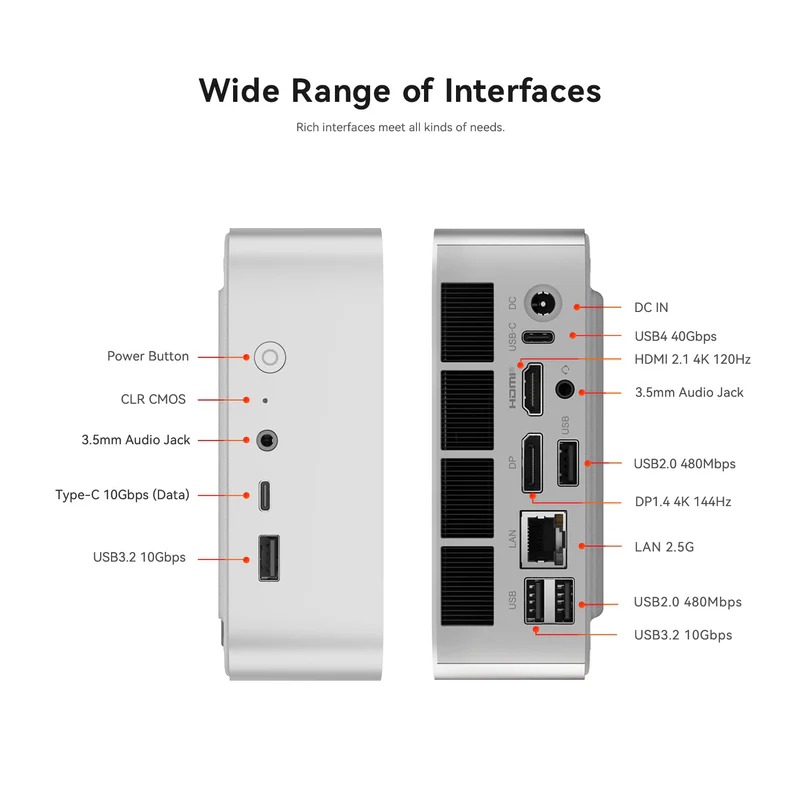 Wide Range of Interfaces
Rich interfaces meet all kinds of needs.
Power Button
CLR CMOS
3.5mm Audio Jack
Type-C 10Gbps (Data)
USB3.2 10Gbps
DC
USB-C
HDMI®
USB
DP
LAN
USB
DC IN
USB4 40Gbps
HDMI 2.1 4K 120Hz
3.5mm Audio Jack
USB2.0 480Mbps
DP1.4 4K 144Hz
LAN 2.5G
USB2.0 480Mbps
USB3.2 10Gbps